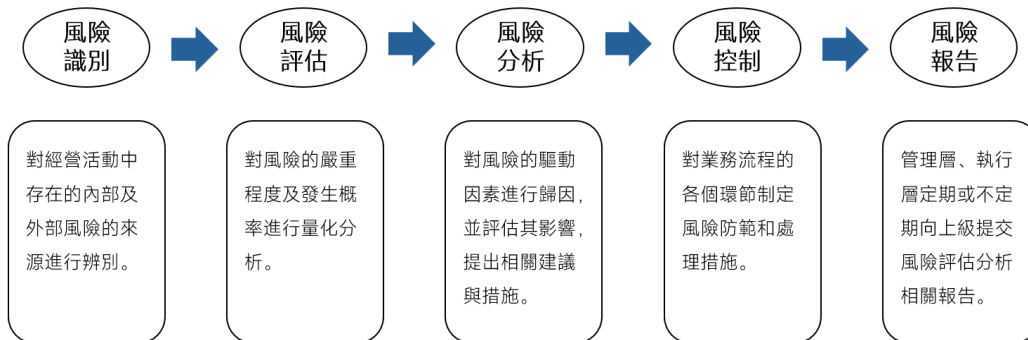 風險
識別
風險
評估
風險
分析
風險
控制
風險
報告
對經營活動中
存在的內部及
外部風險的來
源進行辨別。
對風險的嚴重
程度及發生概
率進行量化分
析。
對風險的驅動
因素進行歸因，
並評估其影響，
提出相關建議
與措施。
對業務流程的
各個環節制定
風險防範和處
理措施。
管理層、執行
層定期或不定
期向上級提交
風險評估分析
相關報告。